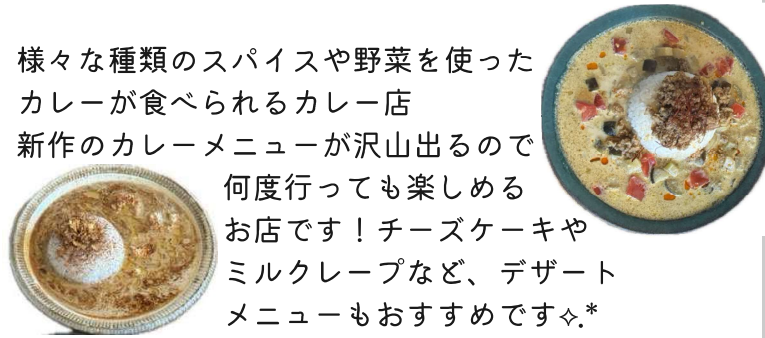 様々な種類のスパイスや野菜を使った
カレーが食べられるカレー店
新作のカレーメニューが沢山出るので
何度行っても楽しめる
お店です！チーズケーキや
ミルクレープなど、デザート
メニューもおすすめです✧.*